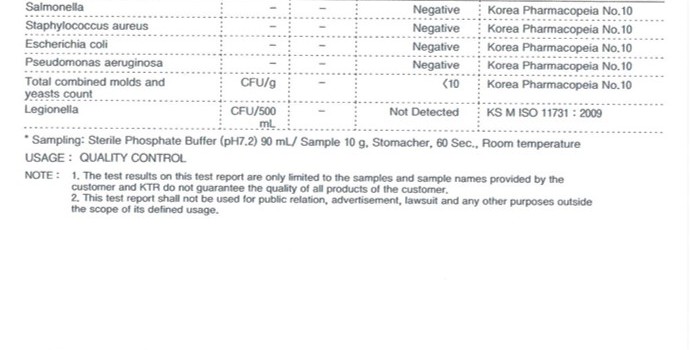 Salmonella – – Negative Korea Pharmacopeia No.10
Staphylococcus aureus – – Negative Korea Pharmacopeia No.10
Escherichia coli – – Negative Korea Pharmacopeia No.10
Pseudomonas aeruginosa – – Negative Korea Pharmacopeia No.10
Total combined molds and CFU/g – <10 Korea Pharmacopeia No.10
yeasts count
Legionella CFU/500 – Not Detected KS M ISO 11731 : 2009
mL
* Sampling: Sterile Phosphate Buffer (pH7.2) 90 mL/ Sample 10 g, Stomacher, 60 Sec., Room temperature
USAGE : QUALITY CONTROL
NOTE : 1. The test results on this test report are only limited to the samples and sample names provided by the
customer and KTR do not guarantee the quality of all products of the customer.
2. This test report shall not be used for public relation, advertisement, lawsuit and any other purposes outside
the scope of its defined usage.